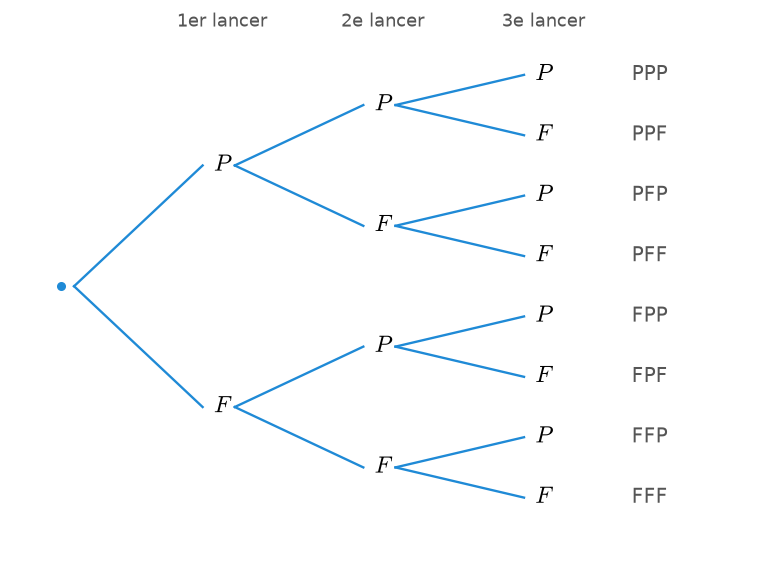 1er lancer 2e lancer 3e lancer
P PPP
P
F PPF
P
P PFP
F
F PFF
P FPP
P
F FPF
F
P FFP
F
F FFF